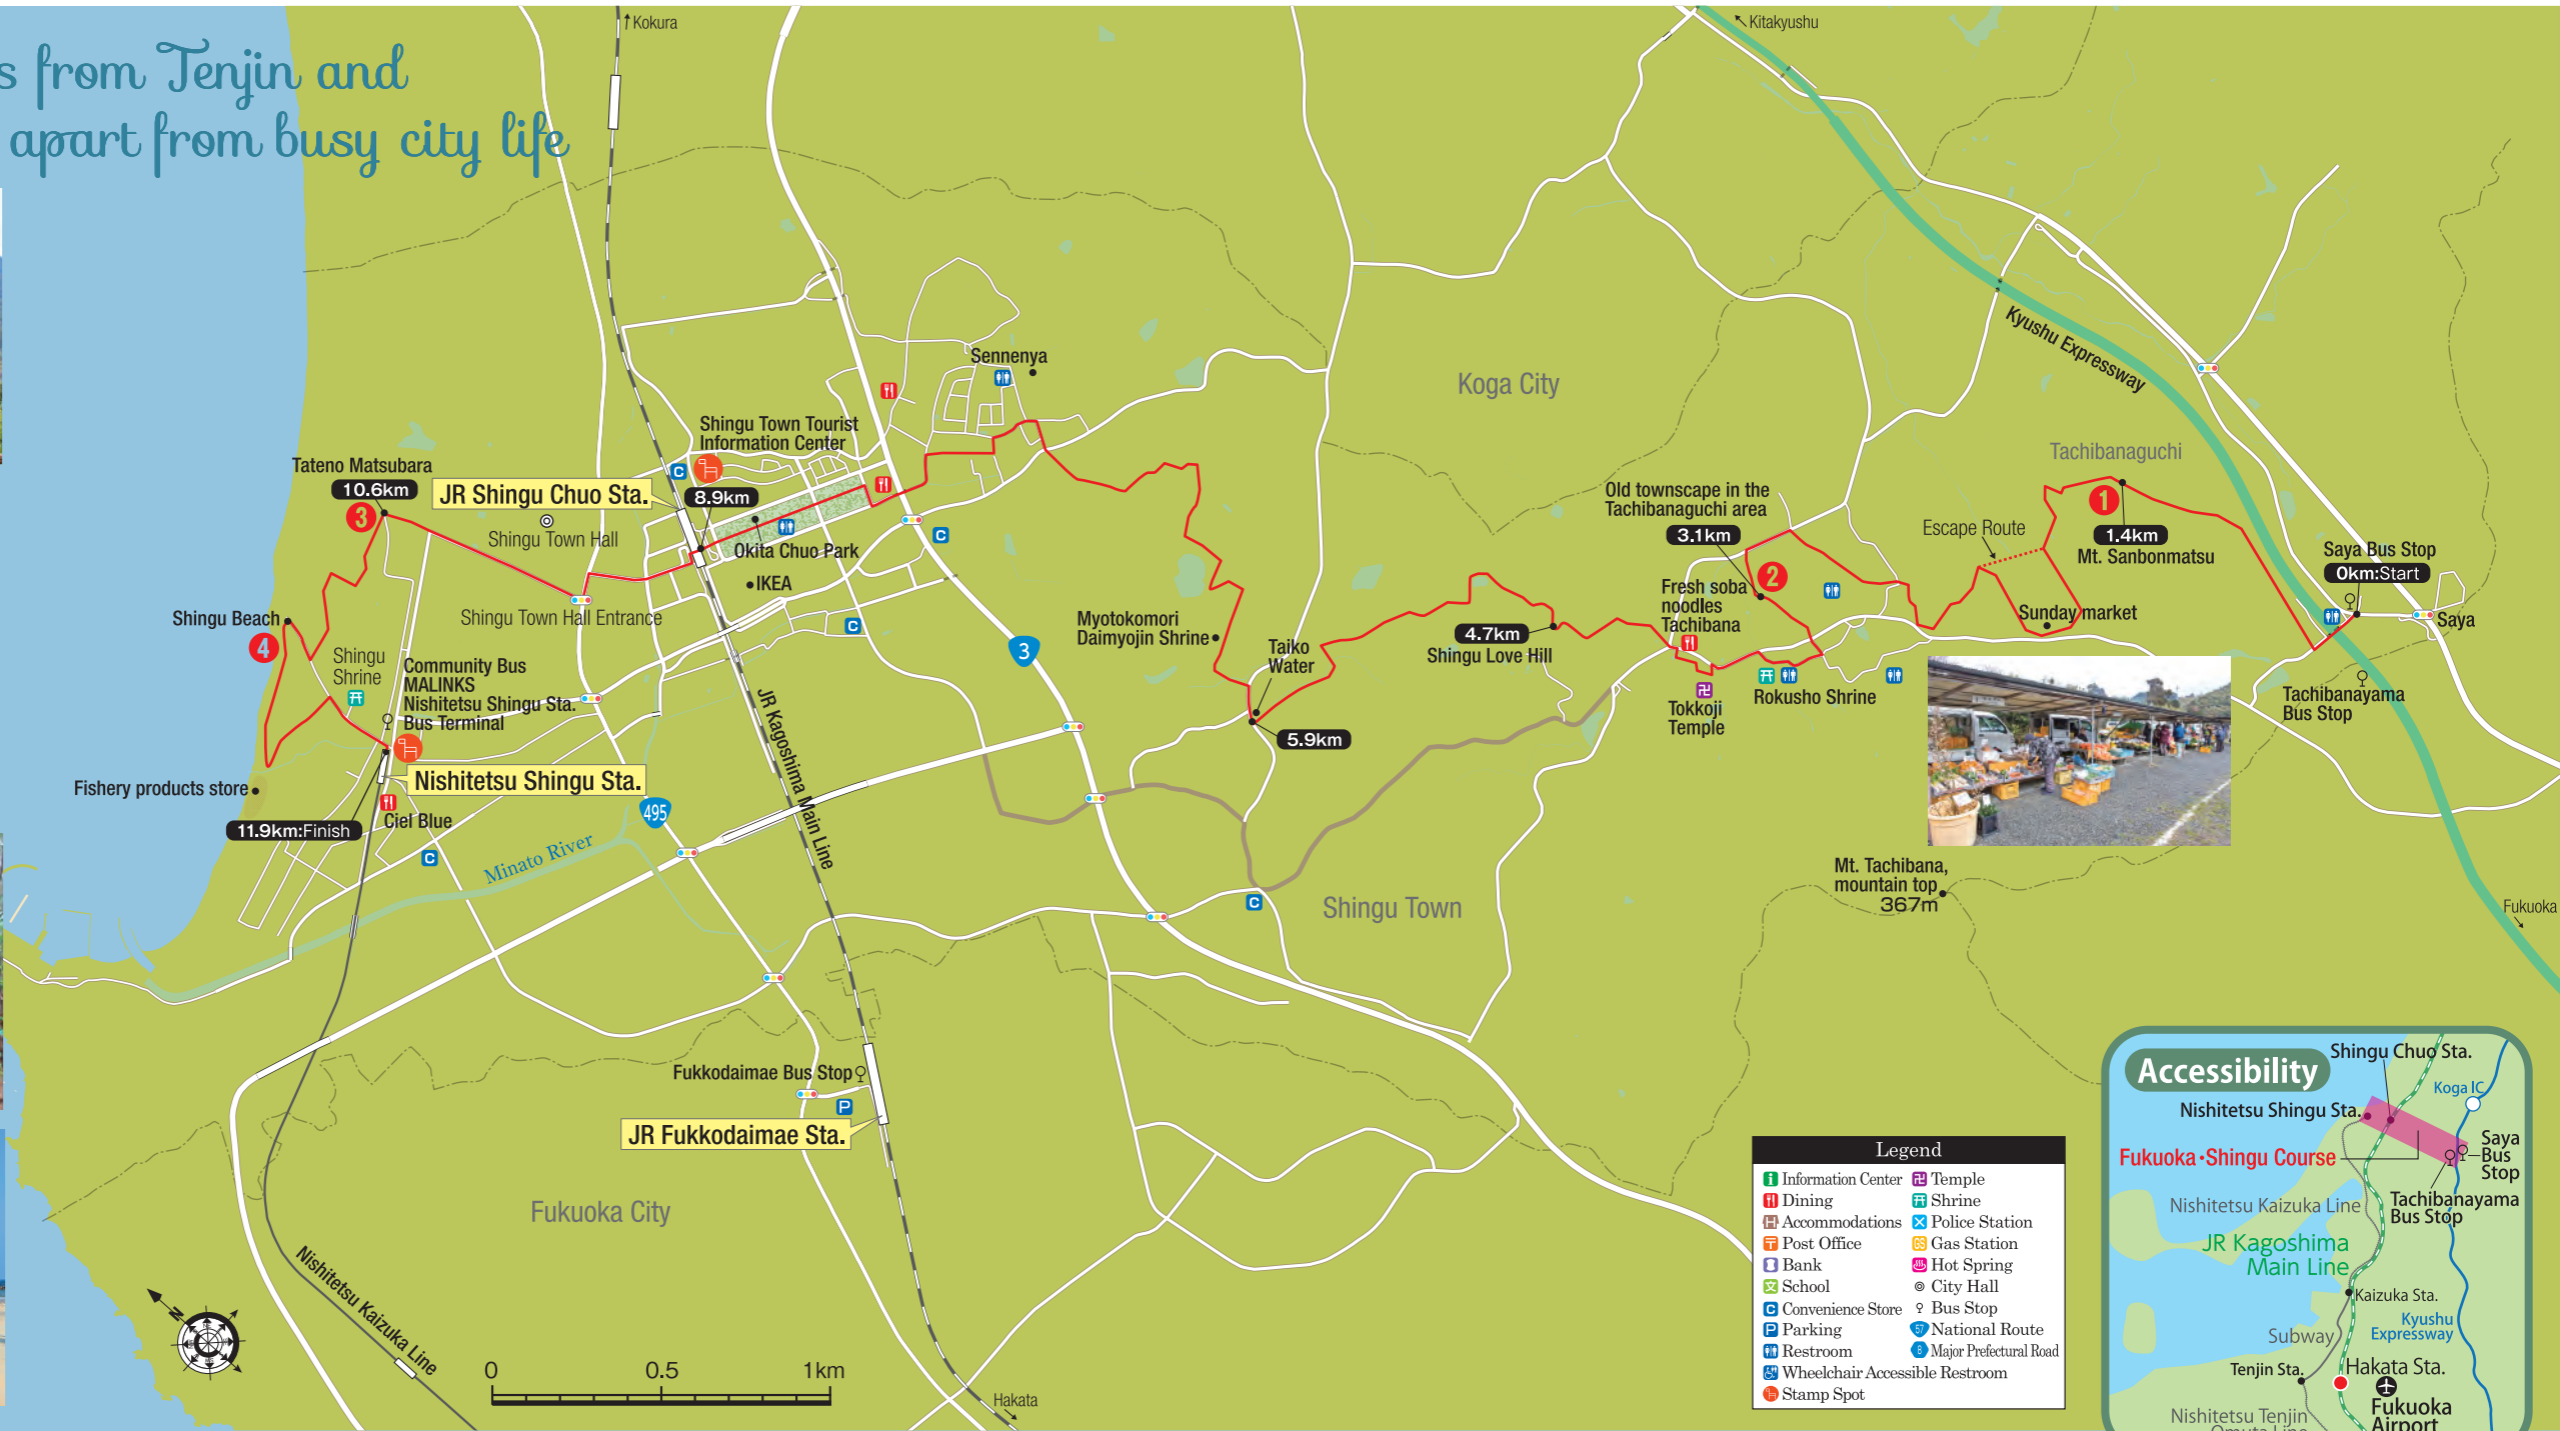 s from Tenjin and
apart from busy city life
Kokura
Kitakyushu
Kyushu Expressway
Sennenya
Koga City
Shingu Town Tourist
Information Center
Tateno Matsubara
10.6km
3
JR Shingu Chuo Sta.
8.9km
Shingu Town Hall
Okita Chuo Park
IKEA
Shingu Town Hall Entrance
Shingu Beach
4
Shingu
Shrine
Community Bus
MALINKS
Nishitetsu Shingu Sta.
Bus Terminal
Nishitetsu Shingu Sta.
Fishery products store
11.9km:Finish
Ciel Blue
Minato River
495
3
JR Kagoshima Main Line
Myotokomori
Daimyojin Shrine
Taiko
Water
5.9km
4.7km
Shingu Love Hill
Old townscape in the
Tachibanaguchi area
3.1km
2
Fresh soba
noodles
Tachibana
Tokkoji
Temple
Rokusho Shrine
Escape Route
Tachibanaguchi
1
1.4km
Mt. Sanbonmatsu
Sunday market
Saya Bus Stop
0km:Start
Saya
Tachibanayama
Bus Stop
Mt. Tachibana,
mountain top
367m
Fukuoka
Shingu Town
Fukkodaimae Bus Stop
P
JR Fukkodaimae Sta.
Fukuoka City
Nishitetsu Kaizuka Line
Hakata
N
0 0.5 1km
C
C
C
C
C
Legend
Information Center
Dining
Accommodations
Post Office
Bank
School
Convenience Store
Parking
Restroom
Wheelchair Accessible Restroom
Stamp Spot
Temple
Shrine
Police Station
Gas Station
Hot Spring
City Hall
Bus Stop
National Route
Major Prefectural Road
Accessibility
Shingu Chuo Sta.
Koga IC
Nishitetsu Shingu Sta.
Saya
Bus
Stop
Fukuoka・Shingu Course
Nishitetsu Kaizuka Line
Tachibanayama
Bus Stop
JR Kagoshima
Main Line
Kaizuka Sta.
Kyushu
Expressway
Subway
Tenjin Sta.
Hakata Sta.
Fukuoka
Airport
Nishitetsu Tenjin
Omuta Line